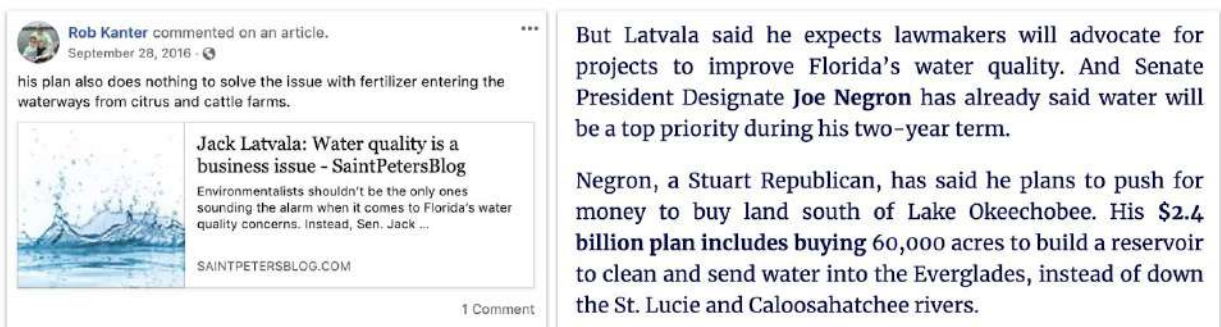 Rob Kanter commented on an article.
September 28, 2016 ·
his plan also does nothing to solve the issue with fertilizer entering the
waterways from citrus and cattle farms.
Jack Latvala: Water quality is a
business issue - SaintPetersBlog
Environmentalists shouldn't be the only ones
sounding the alarm when it comes to Florida's water
quality concerns. Instead, Sen. Jack ...
SAINTPETERSBLOG.COM
1 Comment
But Latvala said he expects lawmakers will advocate for
projects to improve Florida's water quality. And Senate
President Designate Joe Negron has already said water will
be a top priority during his two-year term.
Negron, a Stuart Republican, has said he plans to push for
money to buy land south of Lake Okeechobee. His $2.4
billion plan includes buying 60,000 acres to build a reservoir
to clean and send water into the Everglades, instead of down
the St. Lucie and Caloosahatchee rivers.